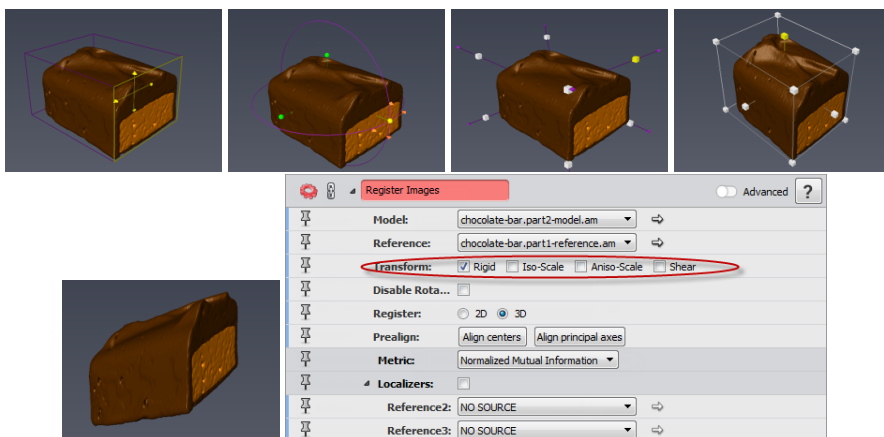 Register Images Advanced ?
Model: chocolate-bar.part2-model.am
Reference: chocolate-bar.part1-reference.am
Transform: Rigid Iso-Scale Aniso-Scale Shear
Disable Rota...
Register: 2D 3D
Prealign: Align centers Align principal axes
Metric: Normalized Mutual Information
Localizers:
Reference2: NO SOURCE
Reference3: NO SOURCE